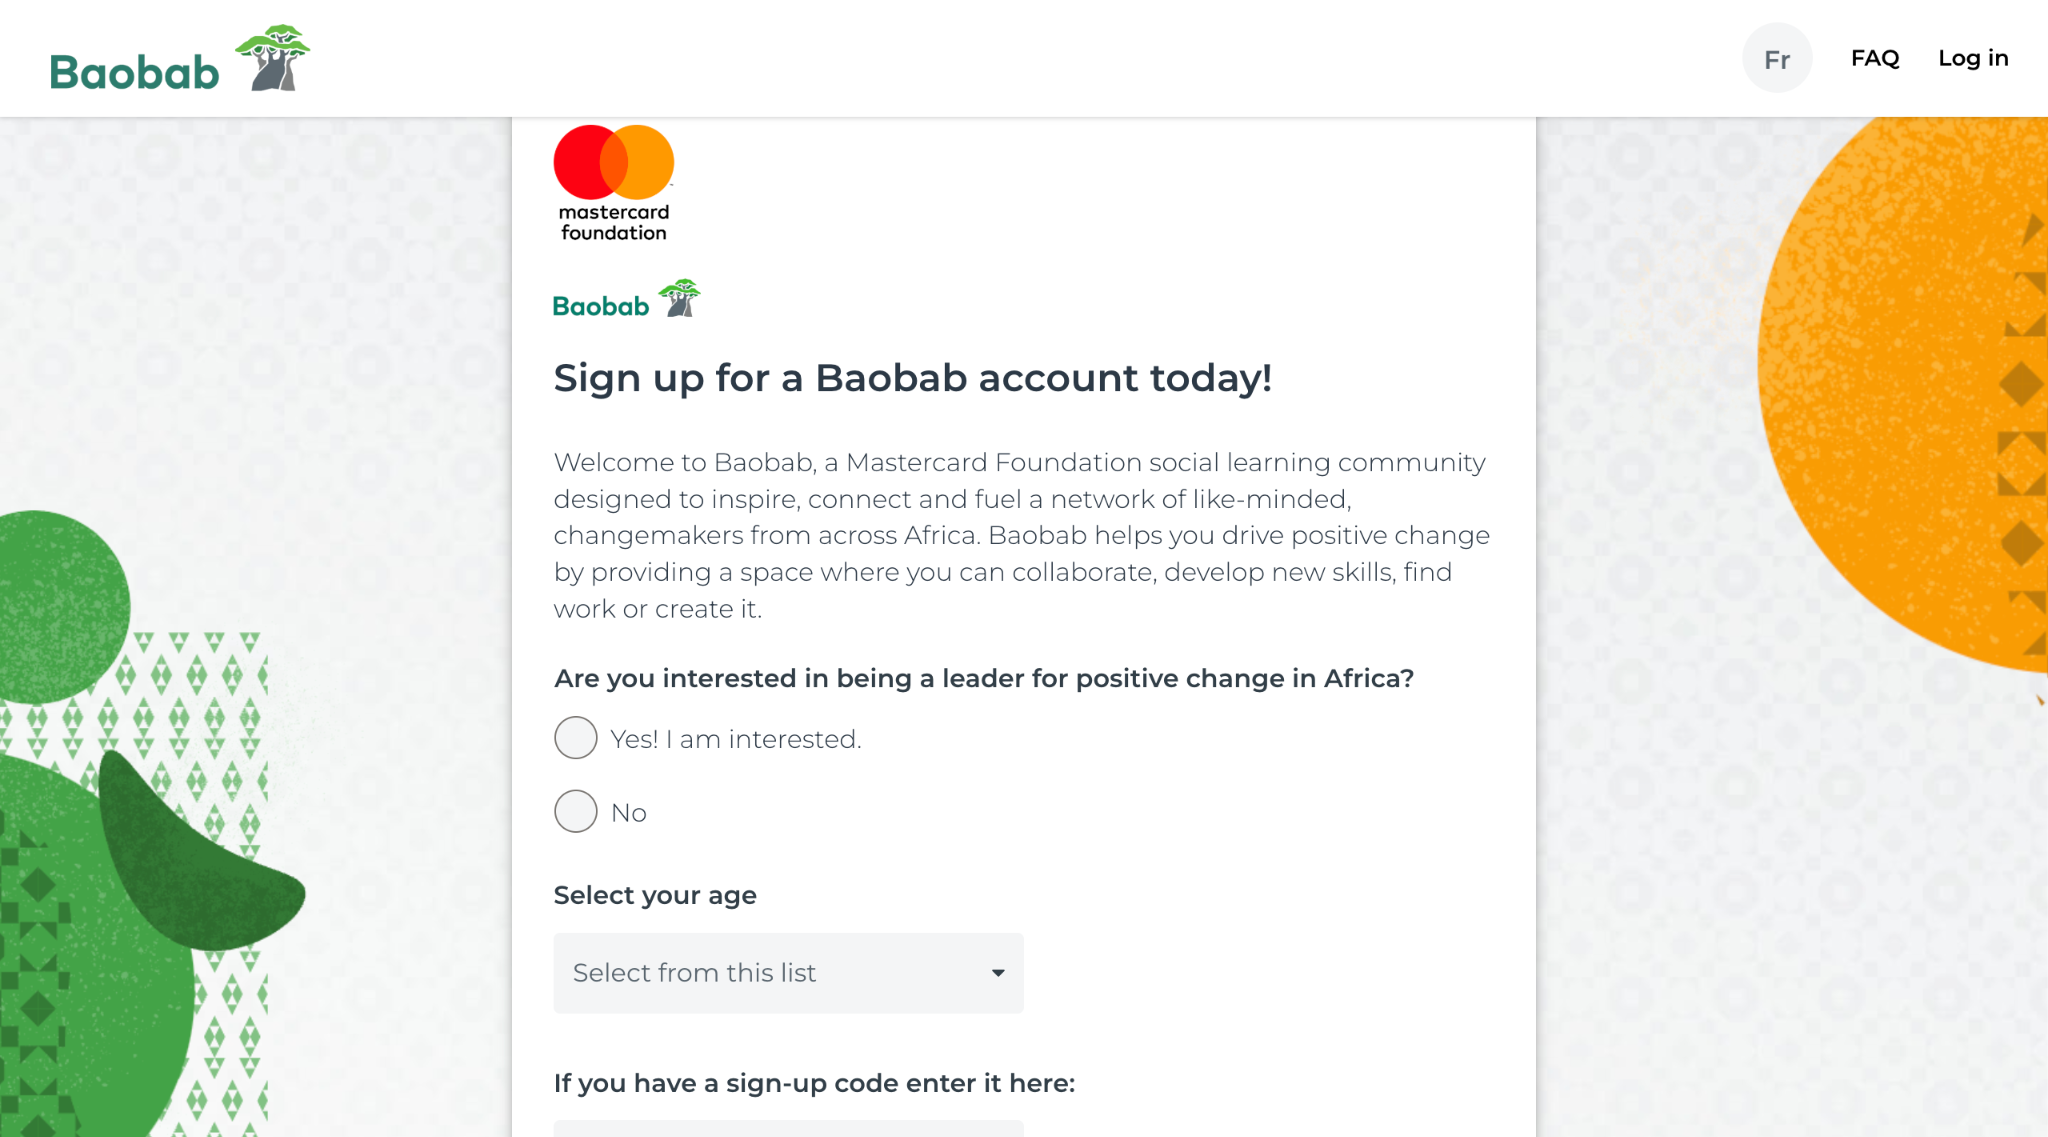 Baobab
Fr
FAQ
Log in
mastercard
foundation
Baobab
Sign up for a Baobab account today!
Welcome to Baobab, a Mastercard Foundation social learning community
designed to inspire, connect and fuel a network of like-minded,
changemakers from across Africa. Baobab helps you drive positive change
by providing a space where you can collaborate, develop new skills, find
work or create it.
Are you interested in being a leader for positive change in Africa?
Yes! I am interested.
No
Select your age
Select from this list
If you have a sign-up code enter it here: